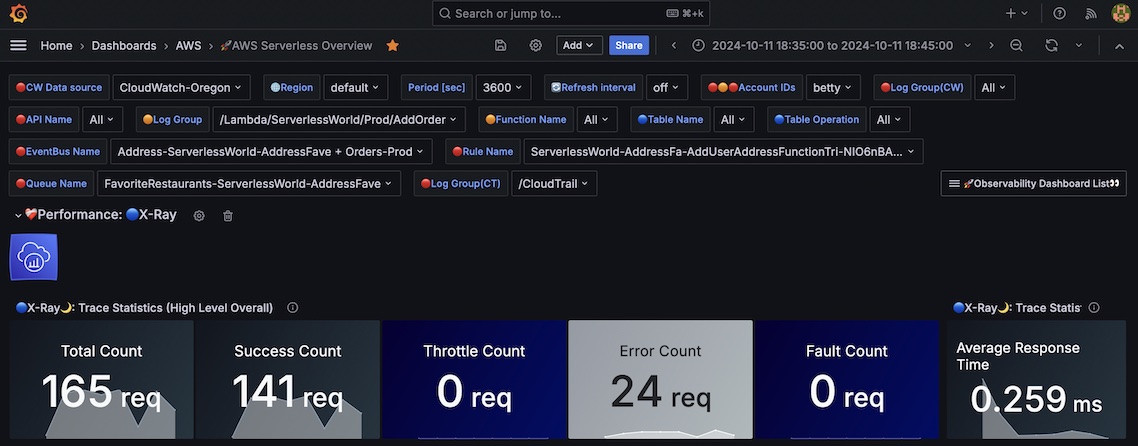 Search or jump to... ⌘+k
Home > Dashboards > AWS > 🚀AWS Serverless Overview
Add Share 2024-10-11 18:35:00 to 2024-10-11 18:45:00
🔴CW Data source CloudWatch-Oregon 🌐Region default Period [sec] 3600 🔄Refresh interval off 🔴🟠🔴Account IDs betty 🔴Log Group(CW) All
🔴API Name All 🟠Log Group /Lambda/ServerlessWorld/Prod/AddOrder 🟠Function Name All 🔵Table Name All 🔵Table Operation All
🔴EventBus Name Address-ServerlessWorld-AddressFave + Orders-Prod 🔴Rule Name ServerlessWorld-AddressFa-AddUserAddressFunctionTri-NIO6nBA...
🔴Queue Name FavoriteRestaurants-ServerlessWorld-AddressFave 🔴Log Group(CT) /CloudTrail 🚀Observability Dashboard List👀
❤️‍🩹Performance: 🔵X-Ray
🔵X-Ray🌙: Trace Statistics (High Level Overall) 🔵X-Ray🌙: Trace Statis
Total Count
165 req
Success Count
141 req
Throttle Count
0 req
Error Count
24 req
Fault Count
0 req
Average Response
Time
0.259 ms